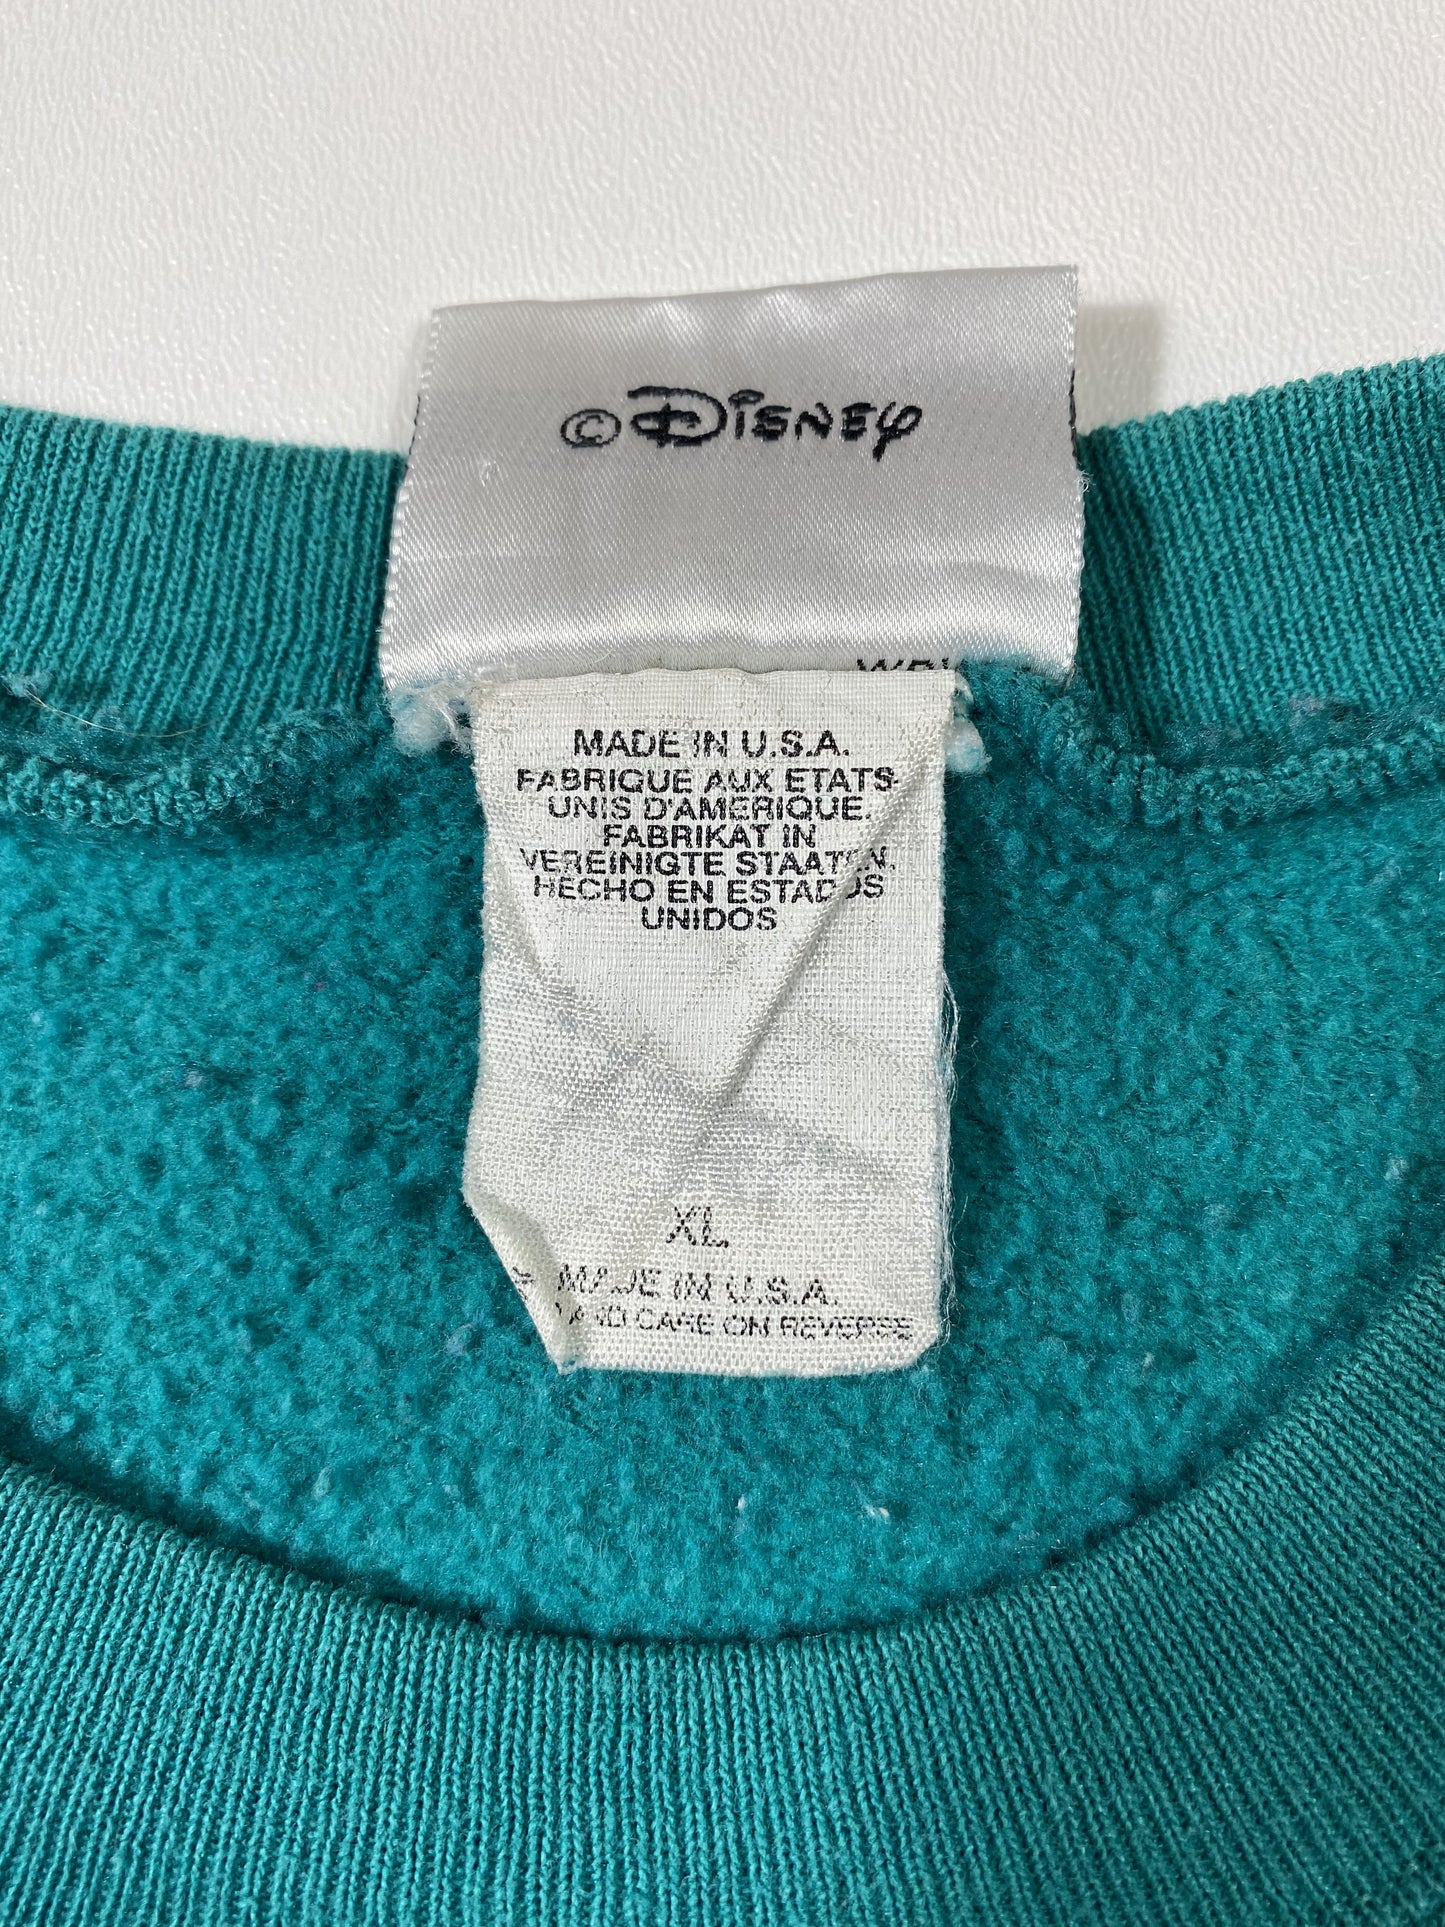 ©Disney
MADE IN U.S.A.
FABRIQUE AUX ETATS-
UNIS D'AMERIQUE.
FABRIKAT IN
VEREINIGTE STAATEN.
HECHO EN ESTADOS
UNIDOS
XL
MADE IN U.S.A.
AND CARE ON REVERSE